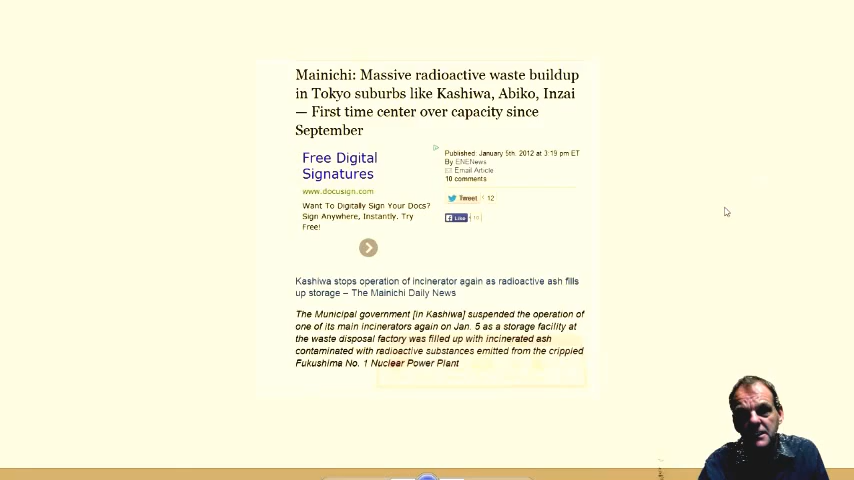 Mainichi: Massive radioactive waste buildup
in Tokyo suburbs like Kashiwa, Abiko, Inzai
— First time center over capacity since
September
Free Digital
Signatures
www.docusign.com
Want To Digitally Sign Your Docs?
Sign Anywhere, Instantly. Try
Free!
Published: January 5th, 2012 at 3:19 pm ET
By ENENews
Email Article
10 comments
Tweet 12
Like
Kashiwa stops operation of incinerator again as radioactive ash fills
up storage – The Mainichi Daily News
The Municipal government [in Kashiwa] suspended the operation of
one of its main incinerators again on Jan. 5 as a storage facility at
the waste disposal factory was filled up with incinerated ash
contaminated with radioactive substances emitted from the crippled
Fukushima No. 1 Nuclear Power Plant